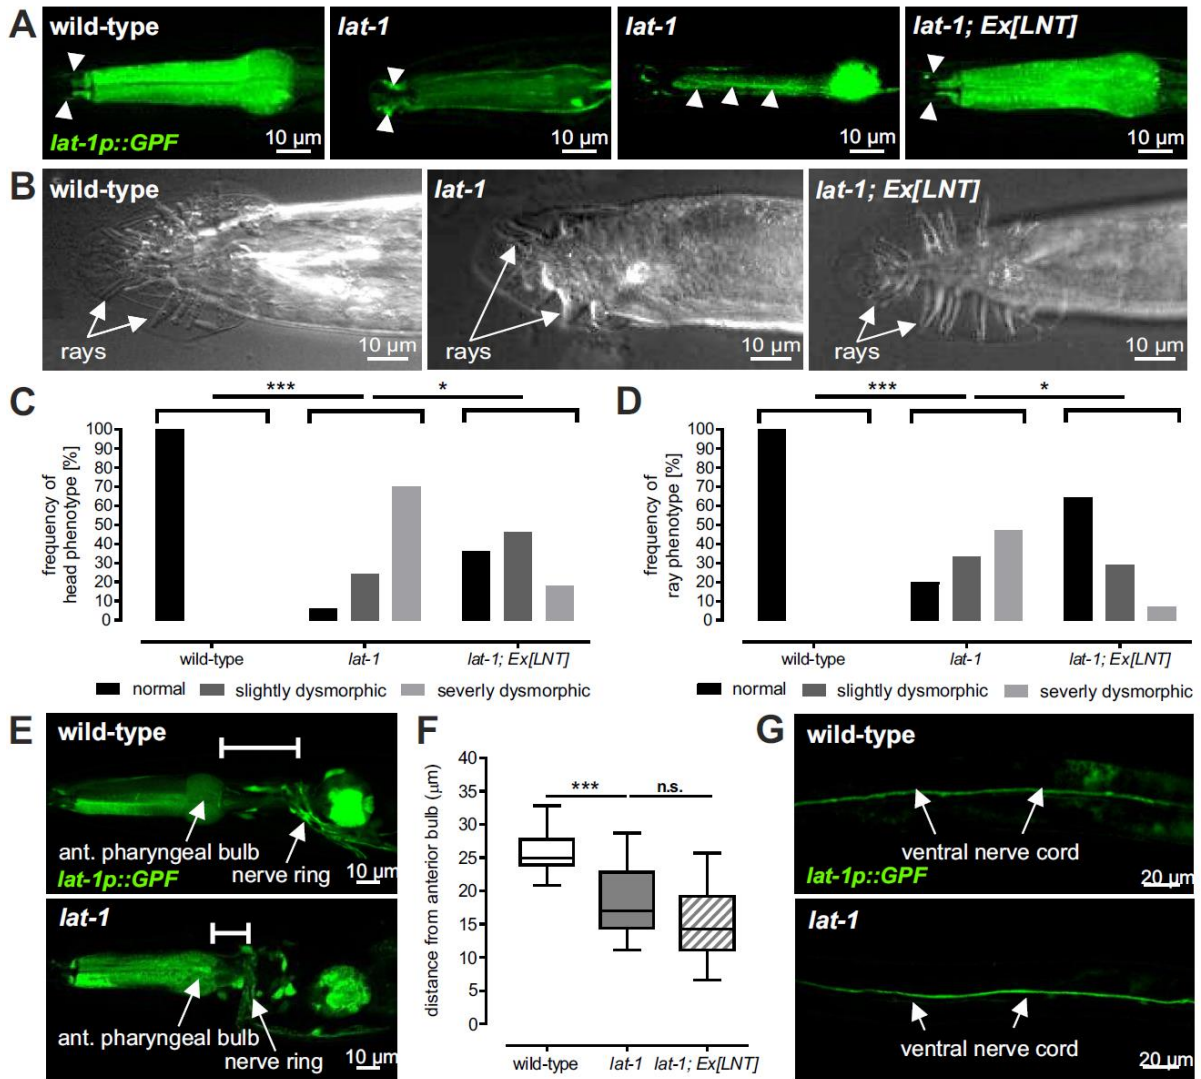 A
wild-type
lat-1p::GPF
10 µm
lat-1
10 µm
lat-1
10 µm
lat-1; Ex[LNT]
10 µm
B
wild-type
rays
10 µm
lat-1
rays
10 µm
lat-1; Ex[LNT]
rays
10 µm
C
*** *
frequency of
head phenotype [%]
100
90
80
70
60
50
40
30
20
10
0
wild-type lat-1 lat-1; Ex[LNT]
normal slightly dysmorphic severly dysmorphic
D
*** *
frequency of
ray phenotype [%]
100
90
80
70
60
50
40
30
20
10
0
wild-type lat-1 lat-1; Ex[LNT]
normal slightly dysmorphic severly dysmorphic
E
wild-type
ant. pharyngeal bulb
nerve ring
lat-1p::GPF
10 µm
lat-1
ant. pharyngeal bulb
nerve ring
10 µm
F
distance from anterior bulb (µm)
40
35
30
25
20
15
10
5
0
*** n.s.
wild-type lat-1 lat-1; Ex[LNT]
G
wild-type
ventral nerve cord
lat-1p::GPF
20 µm
lat-1
ventral nerve cord
20 µm